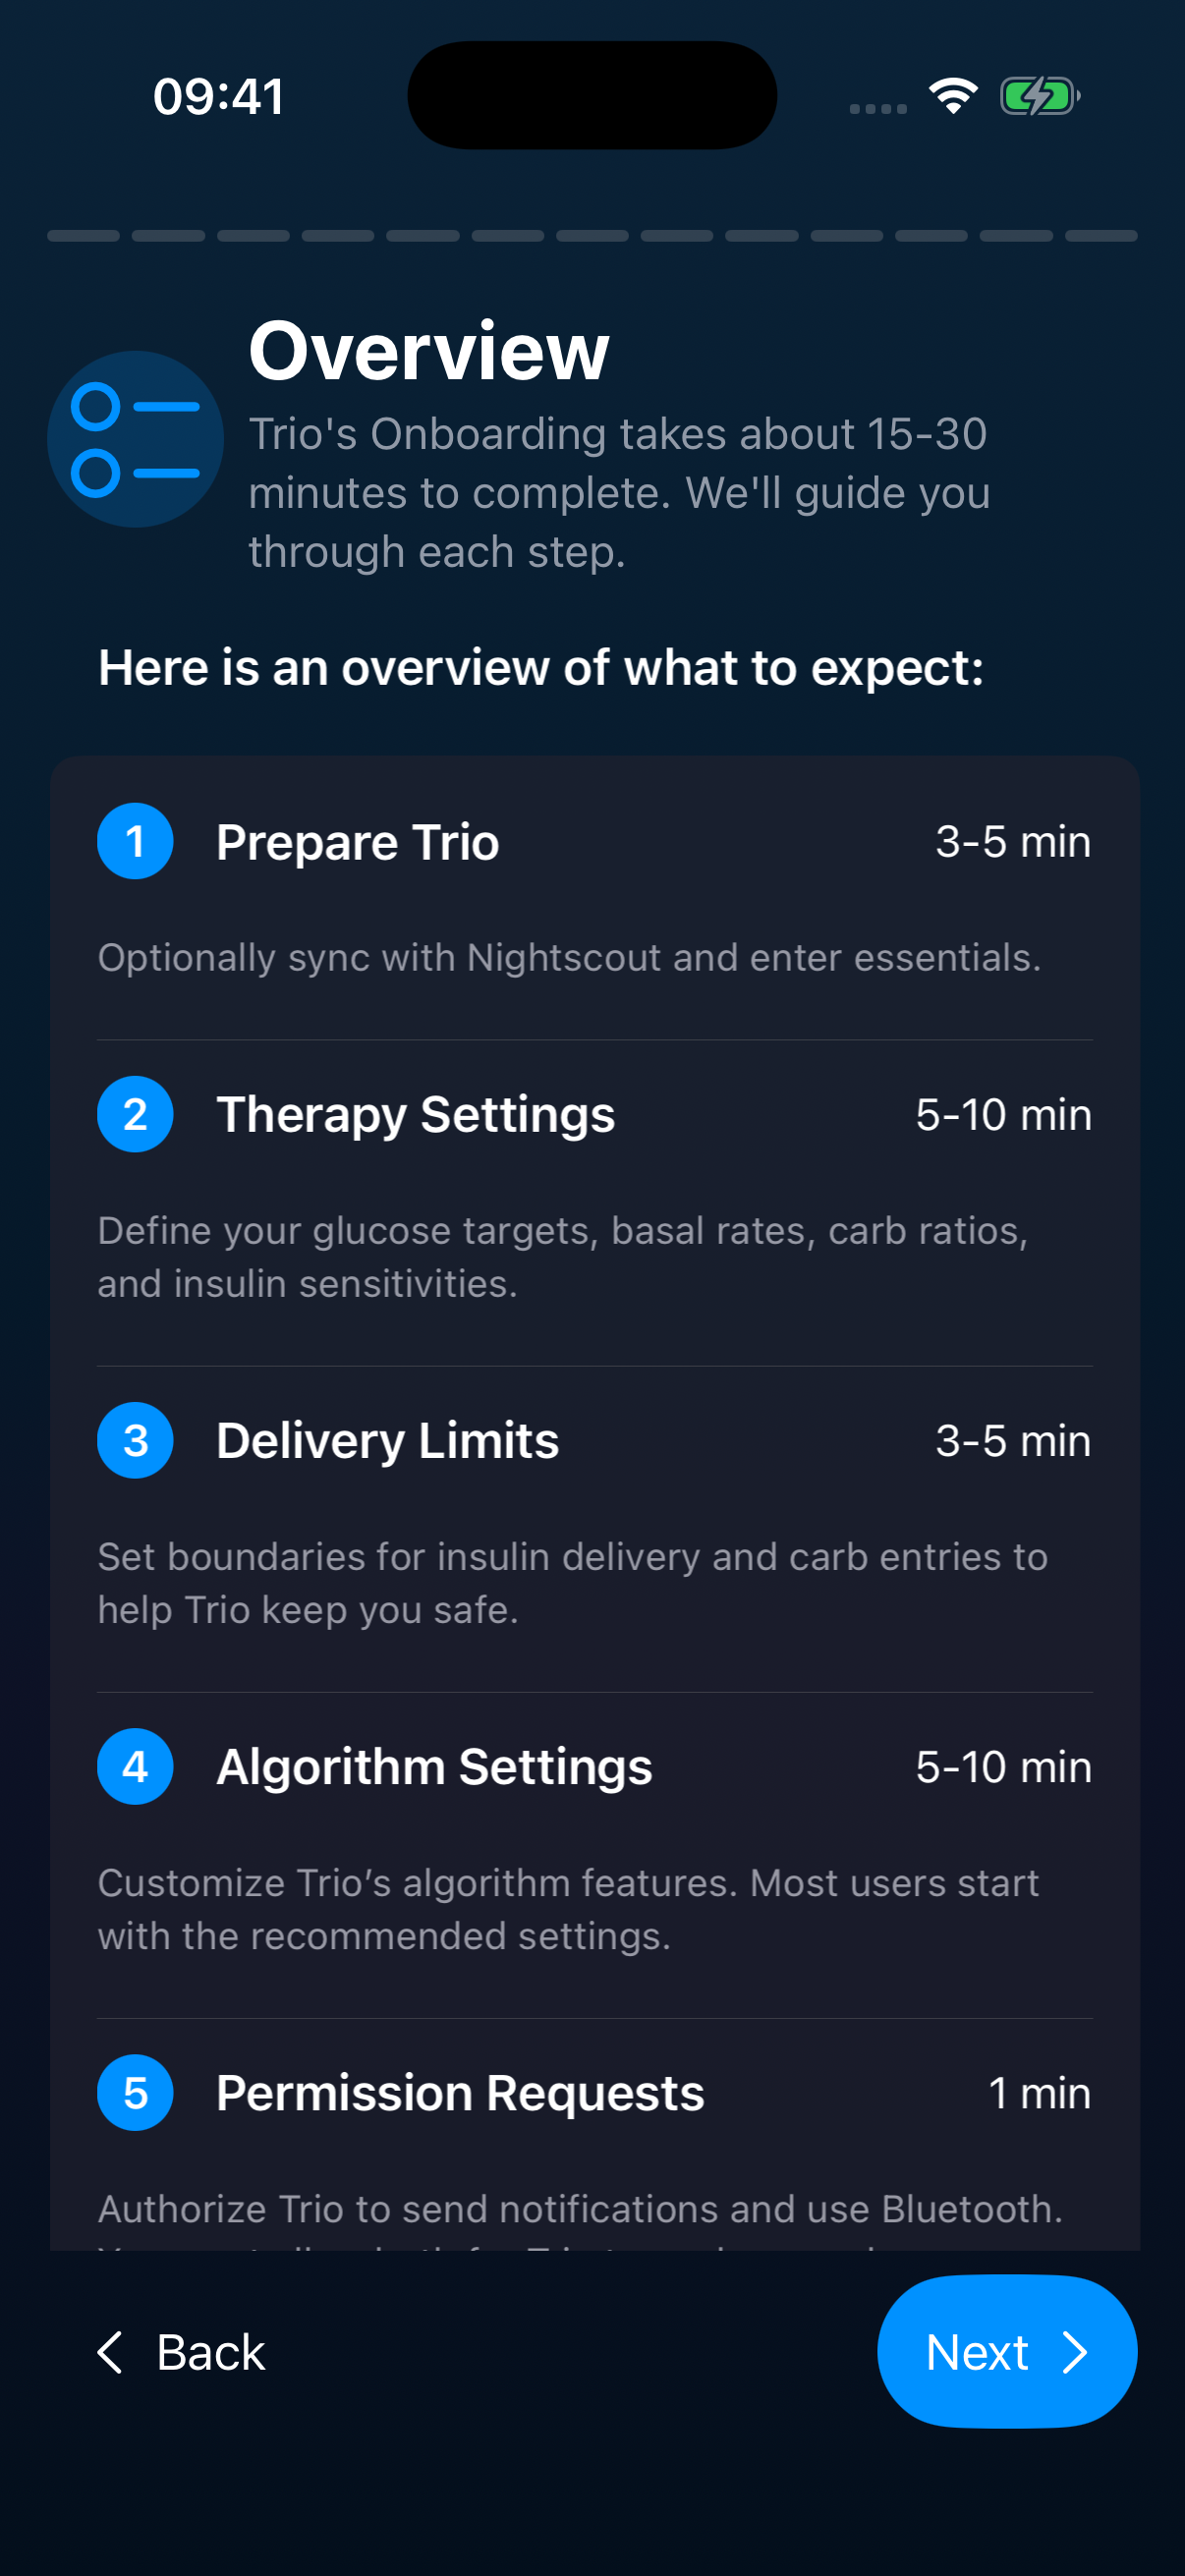 09:41
Overview
Trio's Onboarding takes about 15-30
minutes to complete. We'll guide you
through each step.
Here is an overview of what to expect:
1 Prepare Trio 3-5 min
Optionally sync with Nightscout and enter essentials.
2 Therapy Settings 5-10 min
Define your glucose targets, basal rates, carb ratios,
and insulin sensitivities.
3 Delivery Limits 3-5 min
Set boundaries for insulin delivery and carb entries to
help Trio keep you safe.
4 Algorithm Settings 5-10 min
Customize Trio’s algorithm features. Most users start
with the recommended settings.
5 Permission Requests 1 min
Authorize Trio to send notifications and use Bluetooth.
Back Next